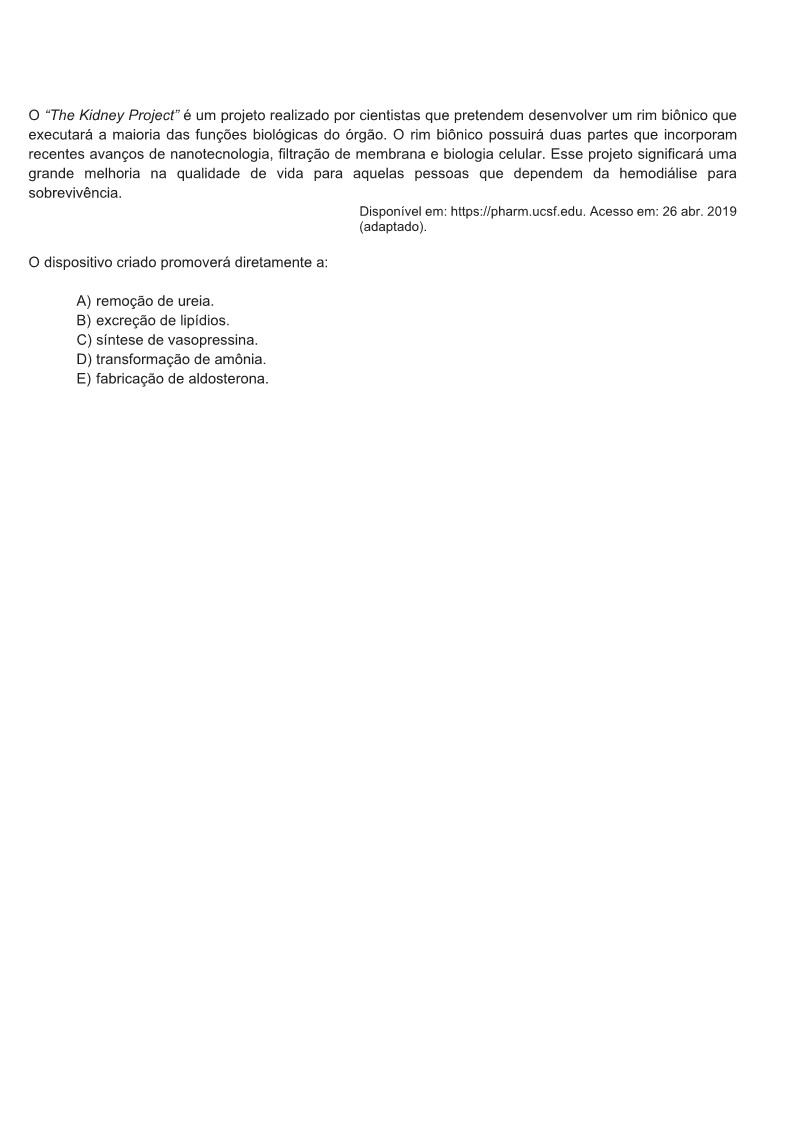 O “The Kidney Project” é um projeto realizado por cientistas que pretendem desenvolver um rim biônico que
executará a maioria das funções biológicas do órgão. O rim biônico possuirá duas partes que incorporam
recentes avanços de nanotecnologia, filtração de membrana e biologia celular. Esse projeto significará uma
grande melhoria na qualidade de vida para aquelas pessoas que dependem da hemodiálise para
sobrevivência.
Disponível em: https://pharm.ucsf.edu. Acesso em: 26 abr. 2019
(adaptado).
O dispositivo criado promoverá diretamente a:
A) remoção de ureia.
B) excreção de lipídios.
C) síntese de vasopressina.
D) transformação de amônia.
E) fabricação de aldosterona.